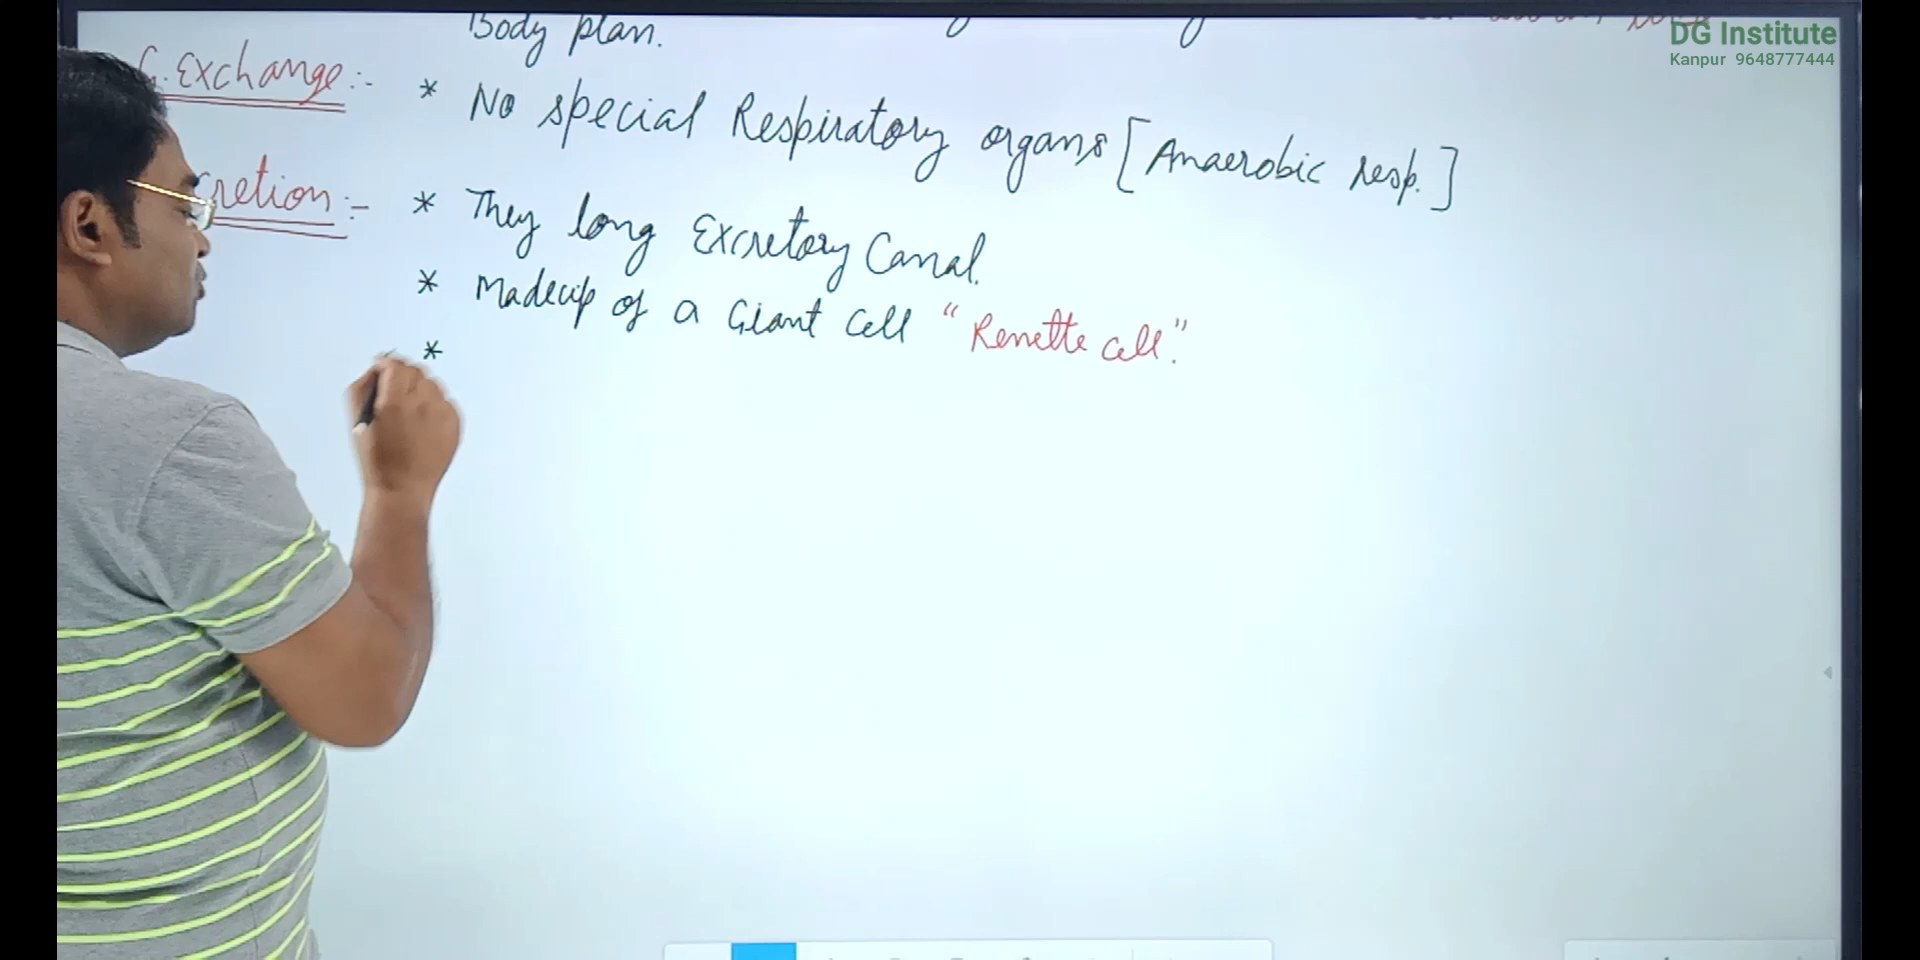 Body plan.
DG Institute
Kanpur 9648777444
G. Exchange:- * No special Respiratory organs [Anaerobic resp.]
cretion:- * They long Excretory Canal.
* Madeup of a Giant Cell "Renette cell".
*